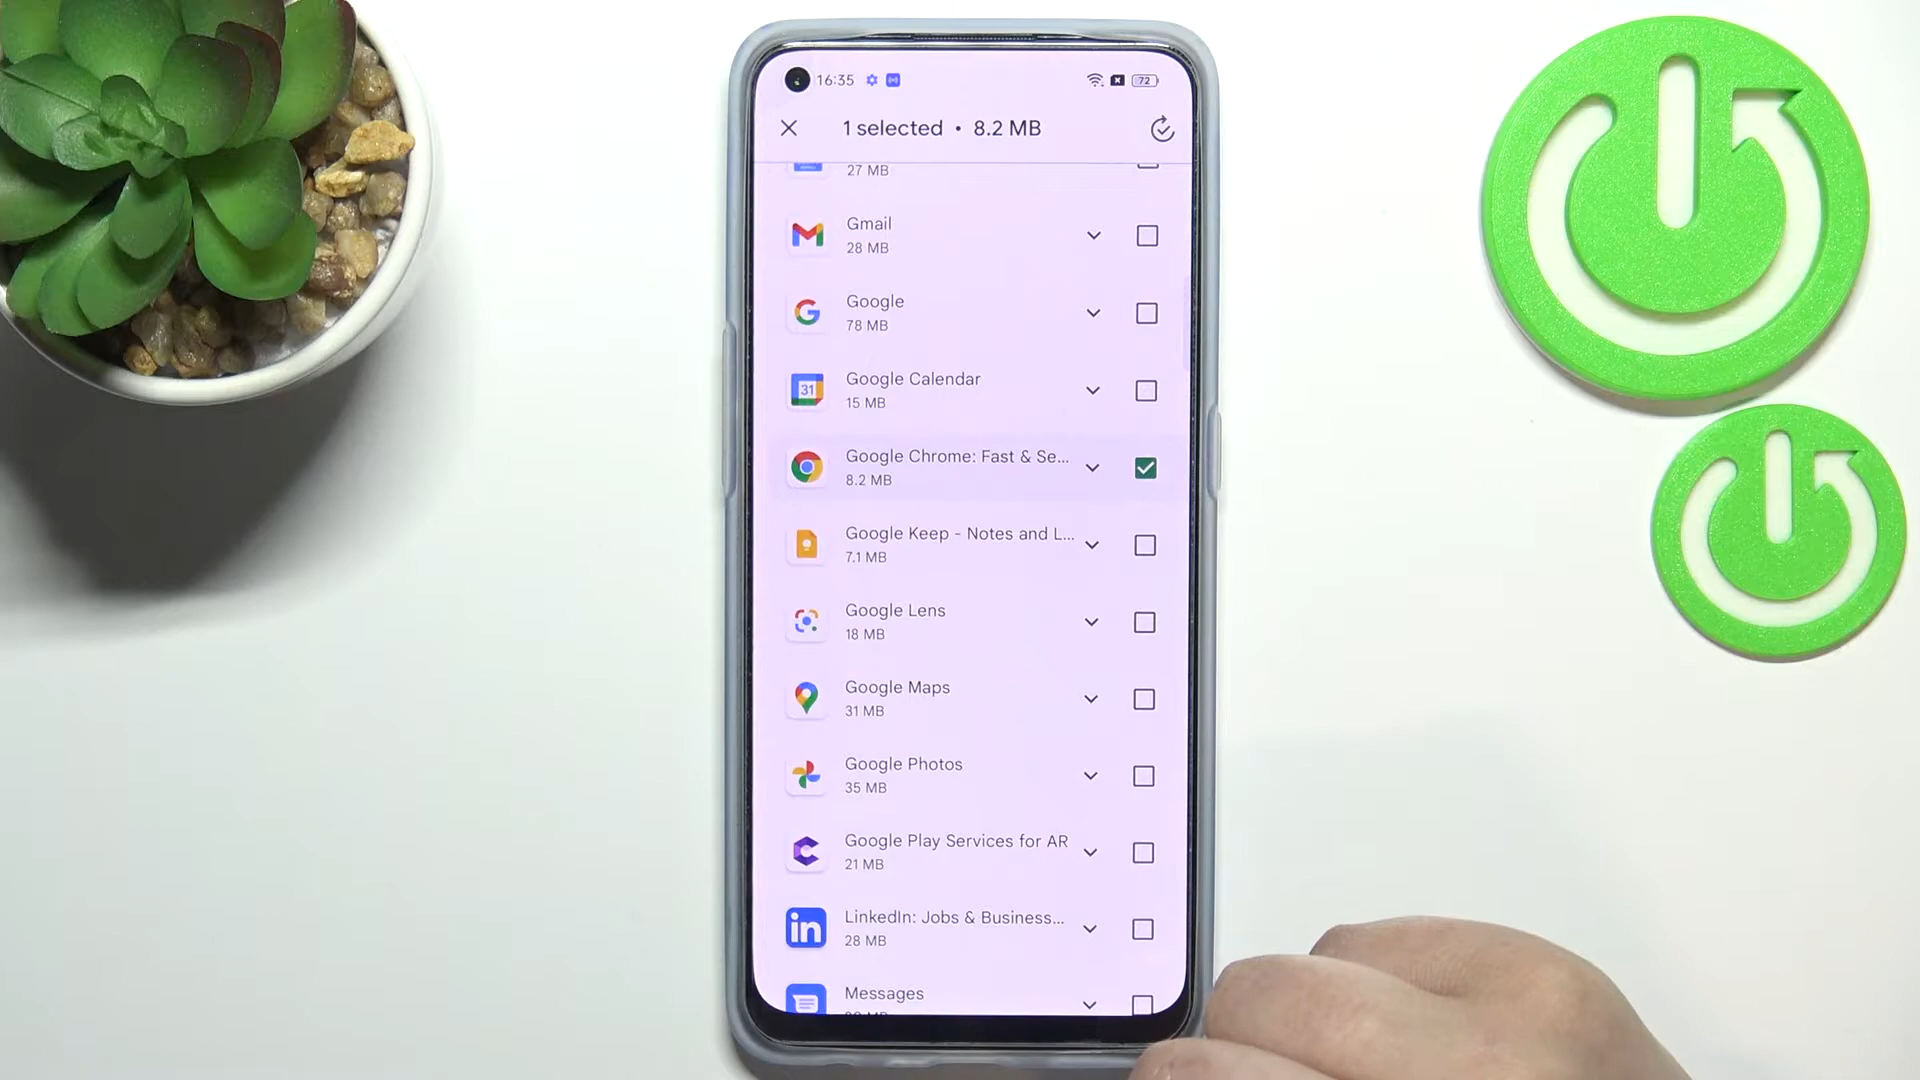 16:35
72
1 selected • 8.2 MB
27 MB
Gmail
28 MB
Google
78 MB
31
Google Calendar
15 MB
Google Chrome: Fast & Se...
8.2 MB
Google Keep - Notes and L...
7.1 MB
Google Lens
18 MB
Google Maps
31 MB
Google Photos
35 MB
Google Play Services for AR
21 MB
in
LinkedIn: Jobs & Business...
28 MB
Messages